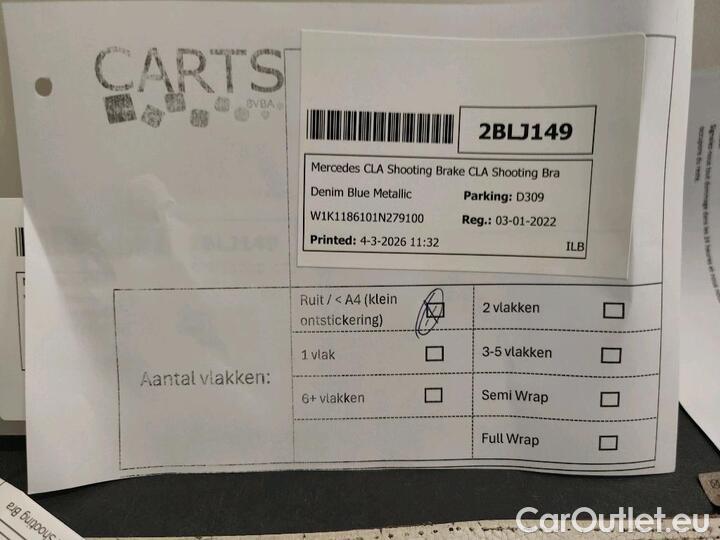 CARTS
BVBA
2BLJ149
Mercedes CLA Shooting Brake CLA Shooting Bra
Denim Blue Metallic Parking: D309
W1K1186101N279100 Reg.: 03-01-2022
Printed: 4-3-2026 11:32 ILB
2BLJ149
Aantal vlakken:
Ruit / < A4 (klein ontstickering)
2 vlakken
1 vlak
3-5 vlakken
6+ vlakken
Semi Wrap
Full Wrap
Shooting Bra
CarOutlet.eu